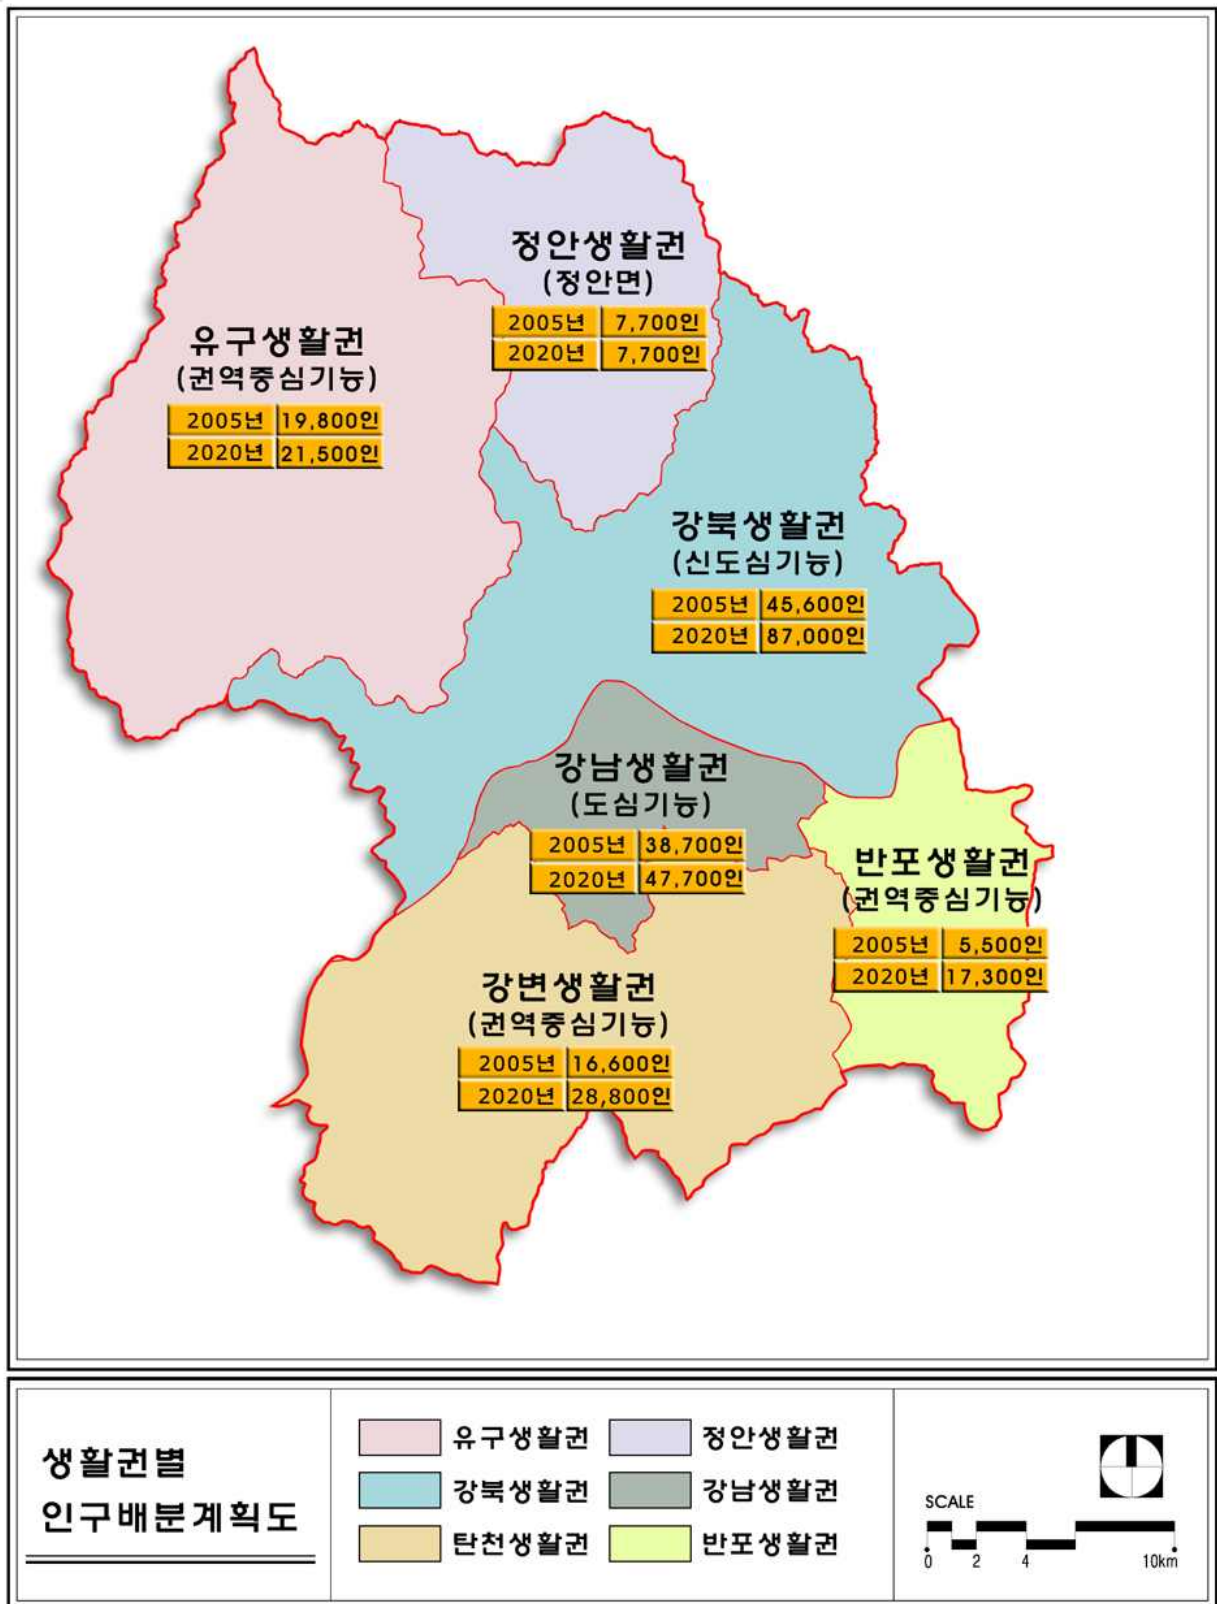 정안생활권
(정안면)
2005년 7,700인
2020년 7,700인
유구생활권
(권역중심기능)
2005년 19,800인
2020년 21,500인
강북생활권
(신도심기능)
2005년 45,600인
2020년 87,000인
강남생활권
(도심기능)
2005년 38,700인
2020년 47,700인
반포생활권
(권역중심기능)
2005년 5,500인
2020년 17,300인
강변생활권
(권역중심기능)
2005년 16,600인
2020년 28,800인
생활권별
인구배분계획도
유구생활권 정안생활권
강북생활권 강남생활권
탄천생활권 반포생활권
SCALE
0 2 4 10km